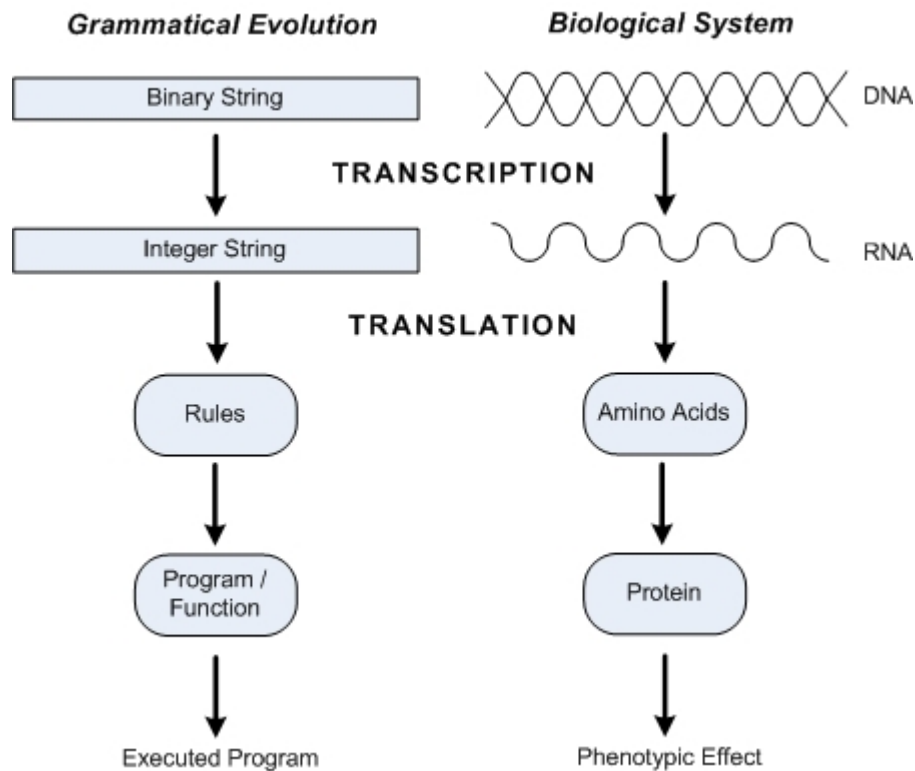 Grammatical Evolution
Biological System
Binary String
DNA
TRANSCRIPTION
Integer String
RNA
TRANSLATION
Rules
Amino Acids
Program /
Function
Protein
Executed Program
Phenotypic Effect